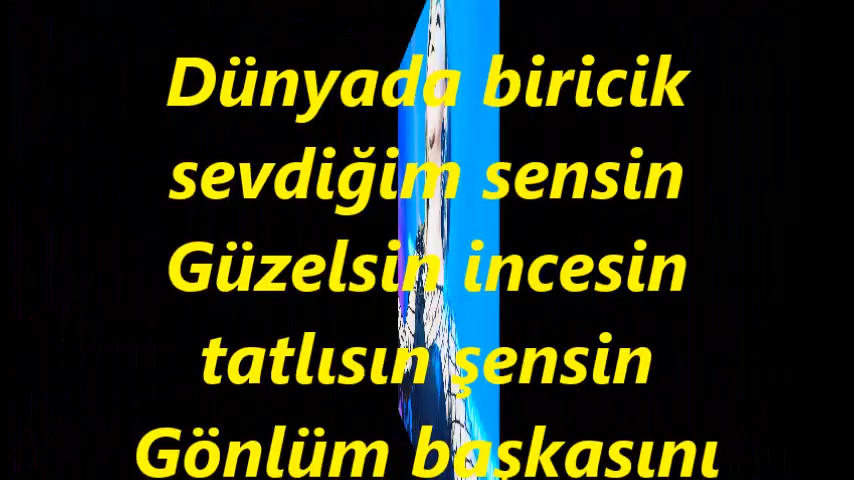 Dünyada biricik
sevdiğim sensin
Güzelsin incesin
tatlısın şensin
Gönlüm başkasını